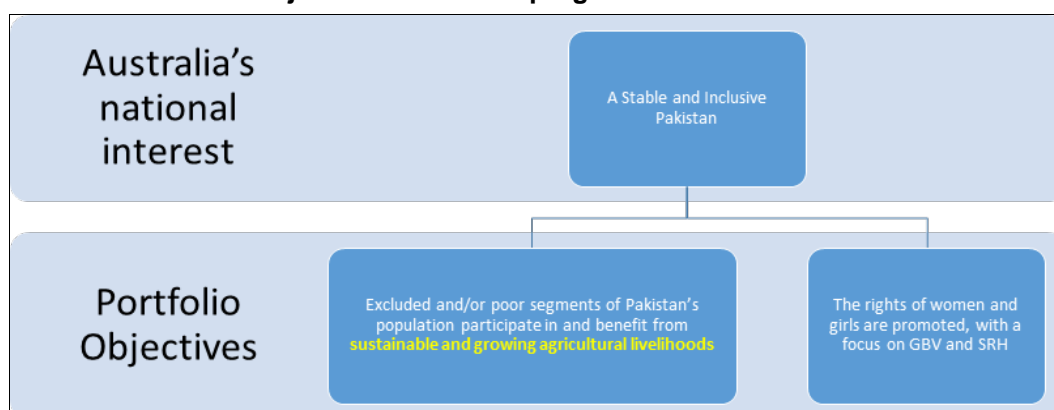 Australia's
national
interest
A Stable and Inclusive
Pakistan
Portfolio
Objectives
Excluded and/or poor segments of Pakistan's
population participate in and benefit from
sustainable and growing agricultural livelihoods
The rights of women and
girls are promoted, with a
focus on GBV and SRH